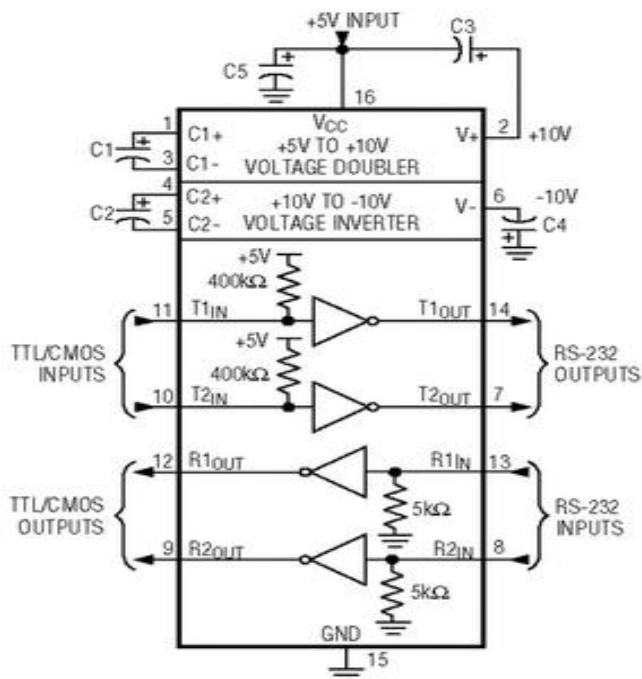 +5V INPUT
C3
C5
+
+
16
1
C1+
VCC
V+
2
+10V
C1
+
+5V TO +10V
3
C1-
VOLTAGE DOUBLER
4
C2+
+10V TO -10V
V-
6
-10V
C2
+
5
C2-
VOLTAGE INVERTER
+
C4
+5V
400kΩ
11
T1IN
T1OUT
14
TTL/CMOS
INPUTS
+5V
400kΩ
RS-232
OUTPUTS
10
T2IN
T2OUT
7
12
R1OUT
R1IN
13
TTL/CMOS
OUTPUTS
5kΩ
RS-232
INPUTS
9
R2OUT
R2IN
8
5kΩ
GND
15